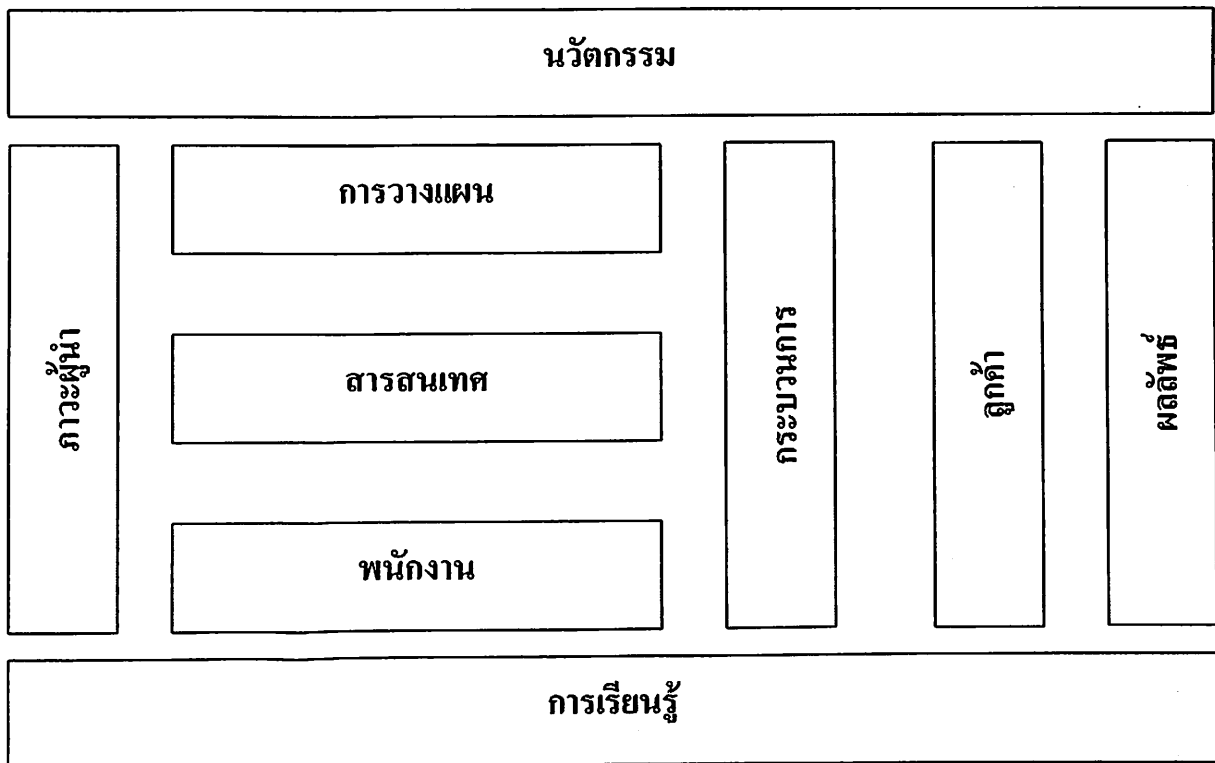 นวัตกรรม
ภาวะผู้นำ
การวางแผน
สารสนเทศ
พนักงาน
กระบวนการ
ลูกค้า
ผลลัพธ์
การเรียนรู้